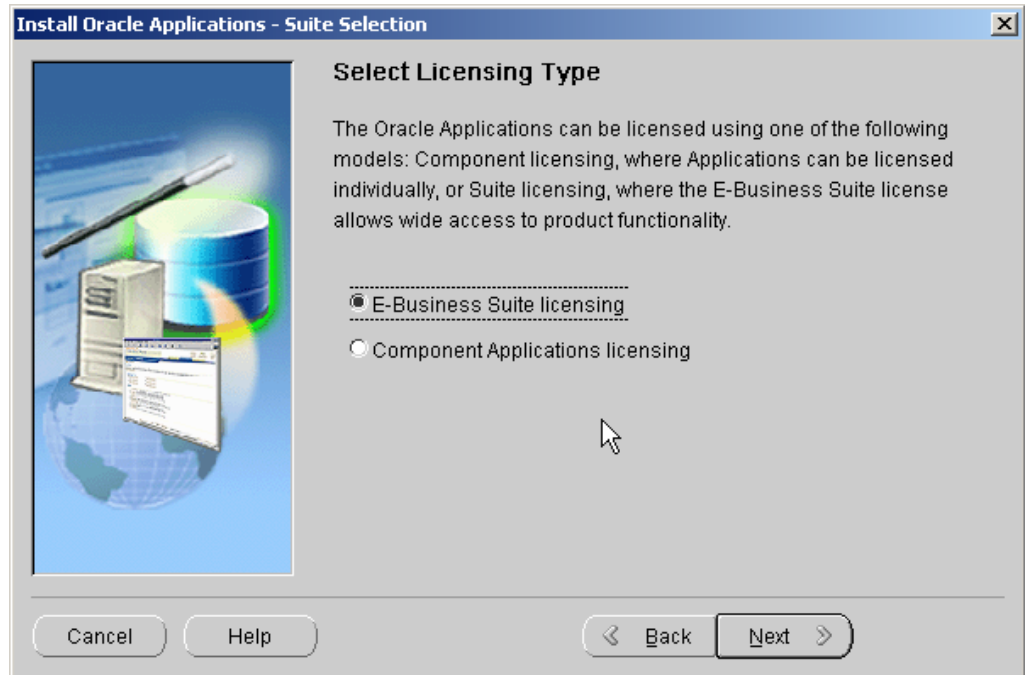 Install Oracle Applications - Suite Selection
Select Licensing Type
The Oracle Applications can be licensed using one of the following
models: Component licensing, where Applications can be licensed
individually, or Suite licensing, where the E-Business Suite license
allows wide access to product functionality.
E-Business Suite licensing
Component Applications licensing
Cancel
Help
Back
Next